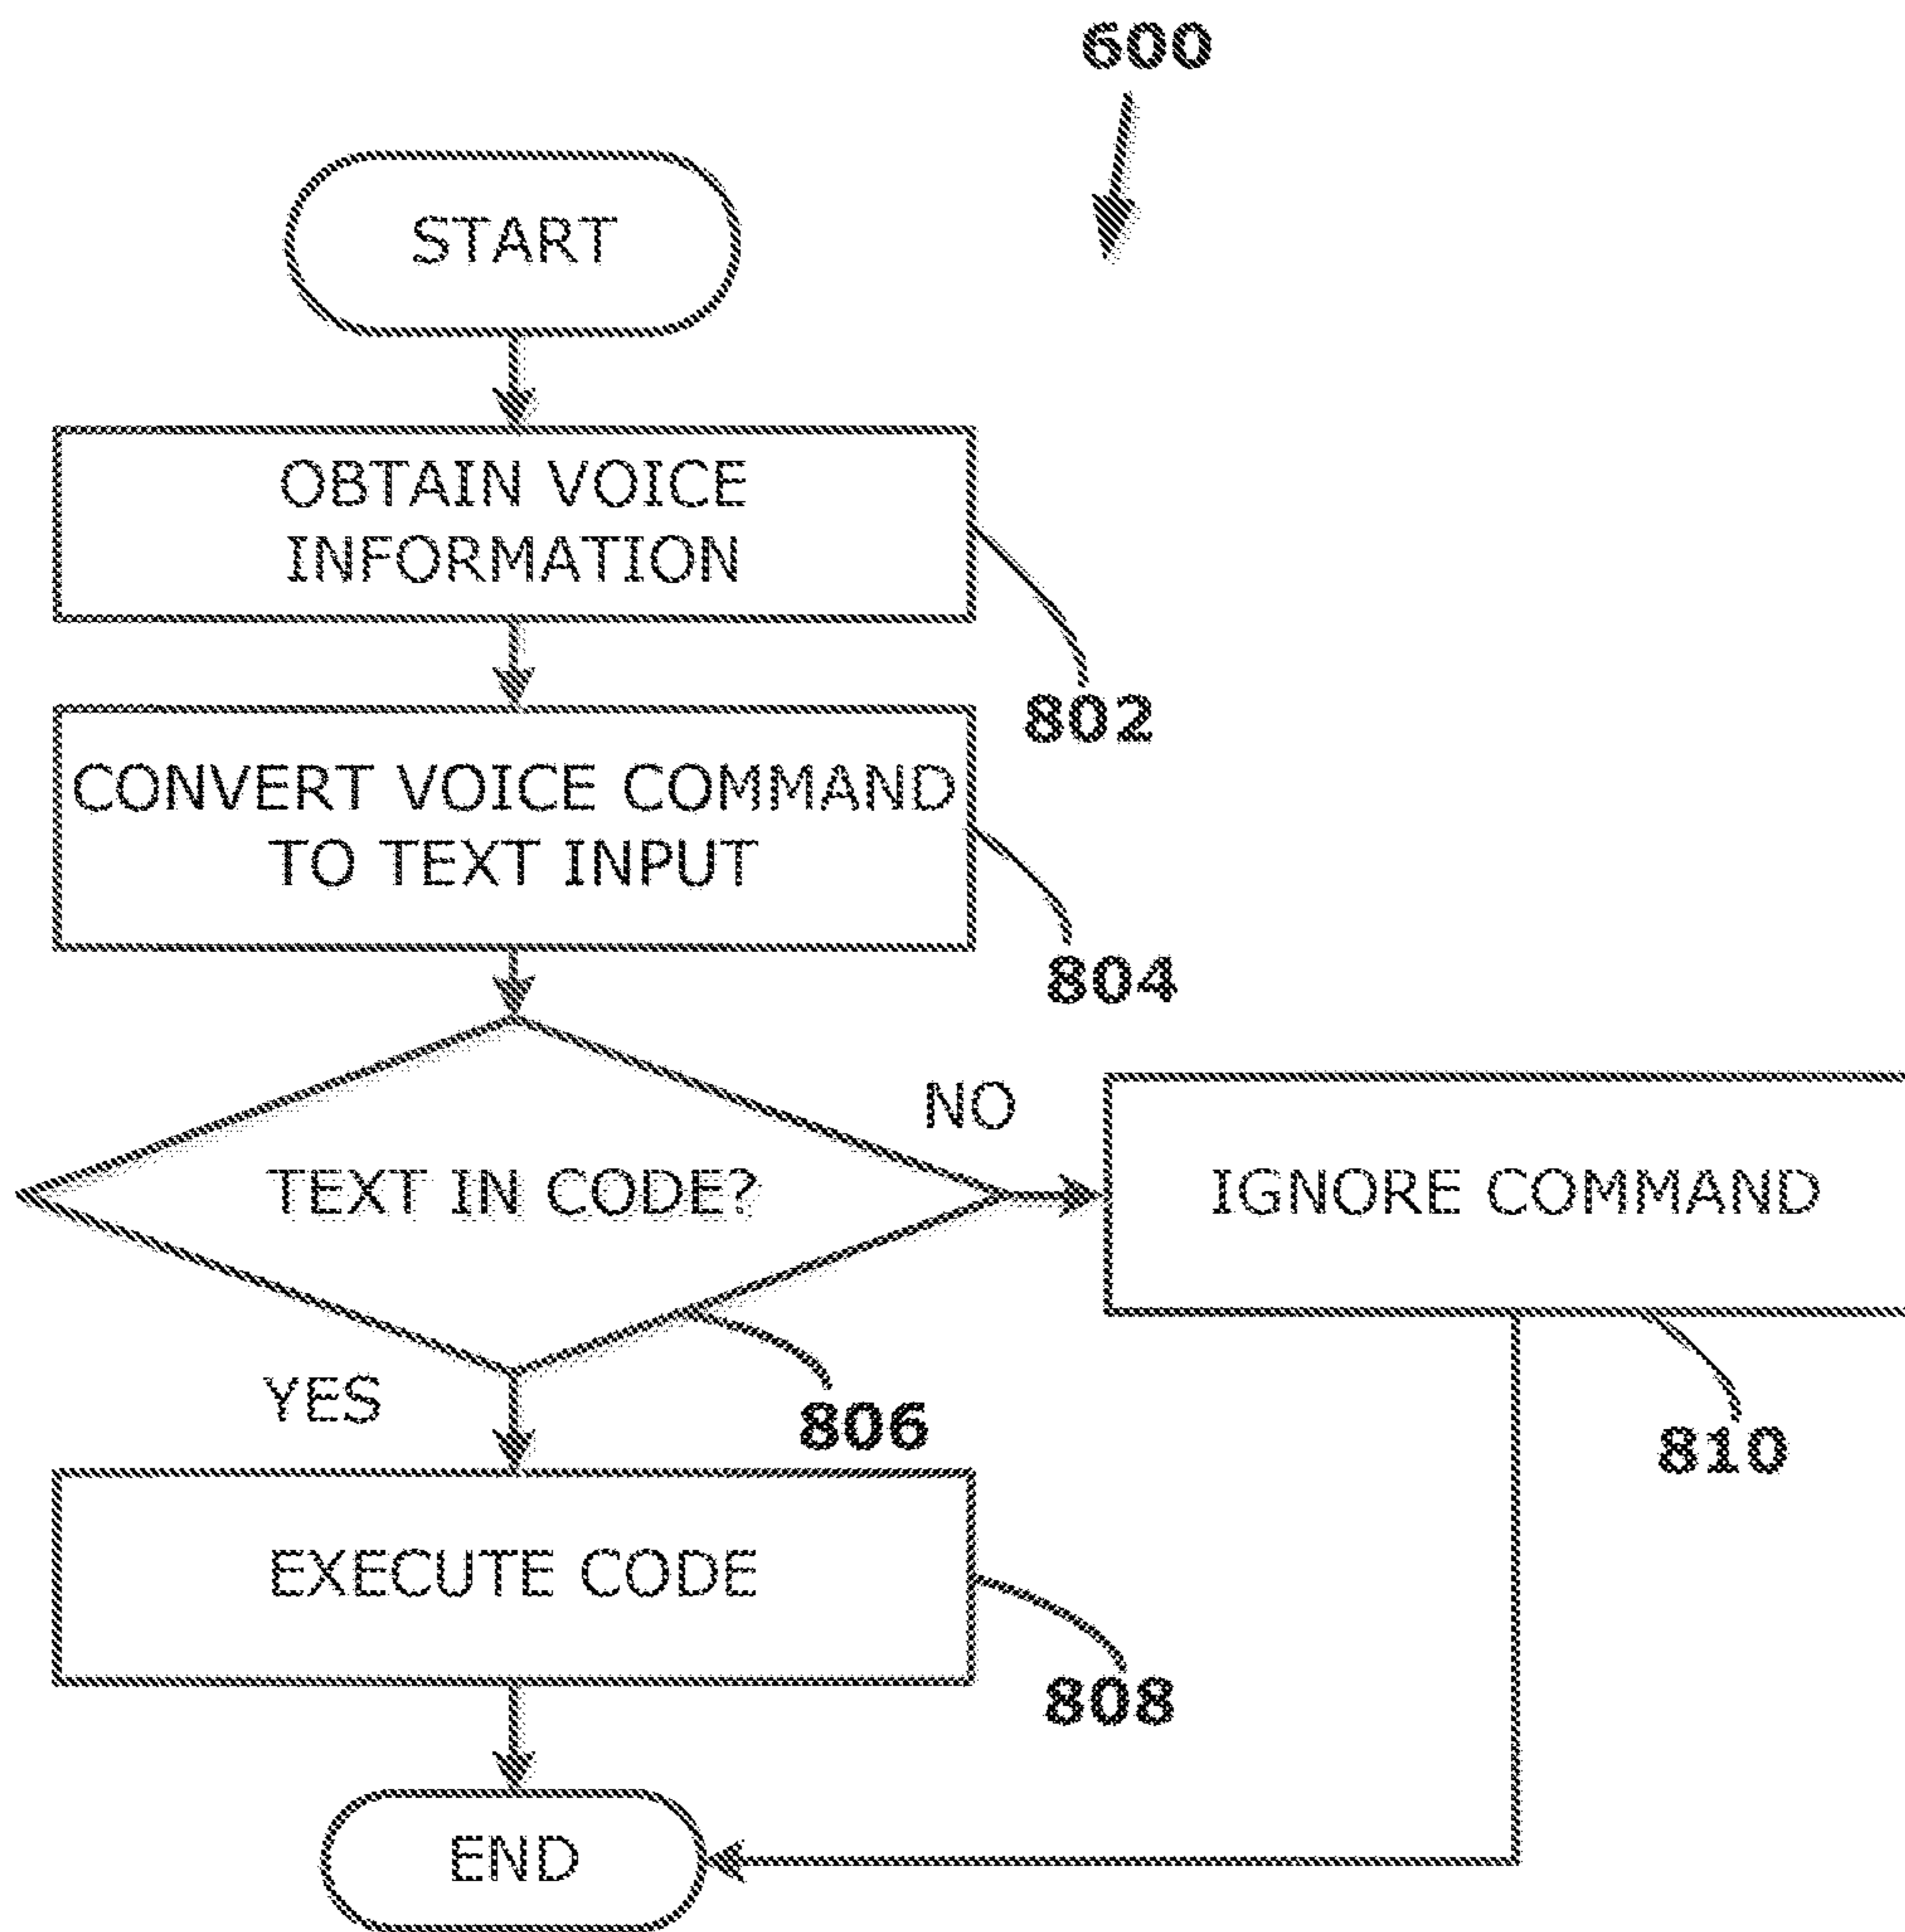 600
START
OBTAIN VOICE
INFORMATION
802
CONVERT VOICE COMMAND
TO TEXT INPUT
804
NO
TEXT IN CODE?
IGNORE COMMAND
YES
806
810
EXECUTE CODE
808
END